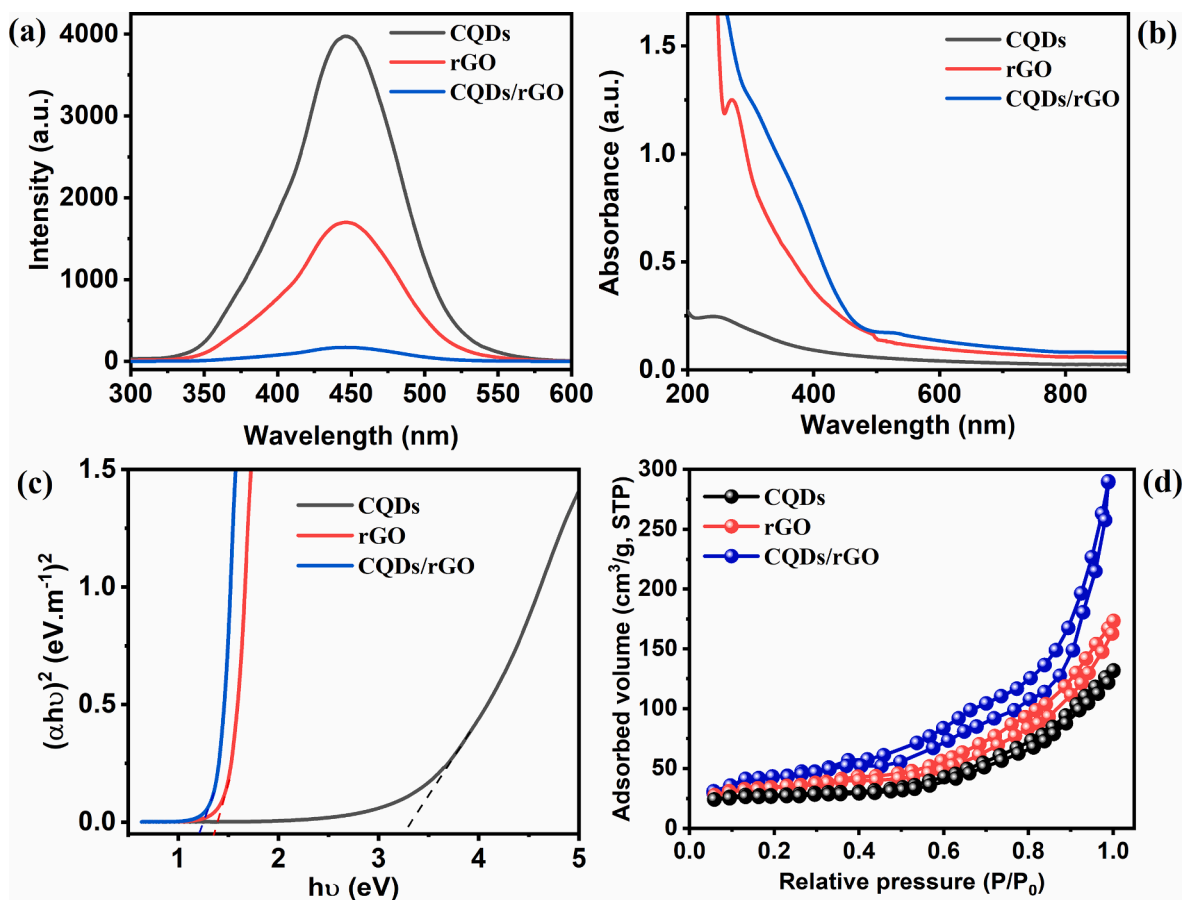 (a)
Intensity (a.u.)
4000
3000
2000
1000
0
CQDs
rGO
CQDs/rGO
300 350 400 450 500 550 600
Wavelength (nm)
(b)
Absorbance (a.u.)
1.5
1.0
0.5
0.0
CQDs
rGO
CQDs/rGO
200 400 600 800
Wavelength (nm)
(c)
(αhυ)² (eV.m⁻¹)²
1.5
1.0
0.5
0.0
CQDs
rGO
CQDs/rGO
1 2 3 4 5
hυ (eV)
(d)
Adsorbed volume (cm³/g, STP)
300
250
200
150
100
50
0
CQDs
rGO
CQDs/rGO
0.0 0.2 0.4 0.6 0.8 1.0
Relative pressure (P/P₀)